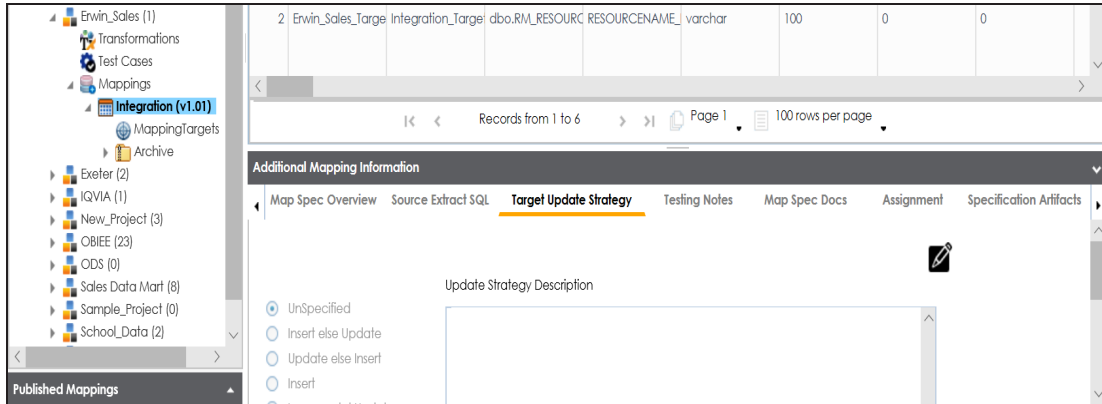 Erwin_Sales (1)
Transformations
Test Cases
Mappings
Integration (v1.01)
MappingTargets
Archive
Exeter (2)
IQVIA (1)
New_Project (3)
OBIEE (23)
ODS (0)
Sales Data Mart (8)
Sample_Project (0)
School_Data (2)
Published Mappings
2 Erwin_Sales_Targe Integration_Targe dbo.RM_RESOURC RESOURCENAME_ varchar 100 0 0
Records from 1 to 6 Page 1 100 rows per page
Additional Mapping Information
Map Spec Overview Source Extract SQL Target Update Strategy Testing Notes Map Spec Docs Assignment Specification Artifacts
Update Strategy Description
UnSpecified
Insert else Update
Update else Insert
Insert